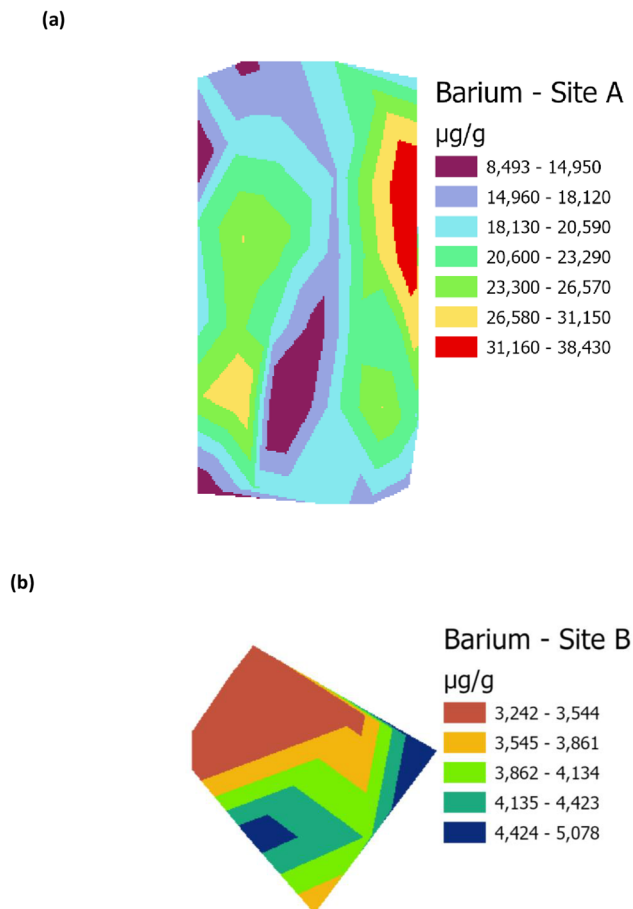 (a)
Barium - Site A
µg/g
8,493 - 14,950
14,960 - 18,120
18,130 - 20,590
20,600 - 23,290
23,300 - 26,570
26,580 - 31,150
31,160 - 38,430
(b)
Barium - Site B
µg/g
3,242 - 3,544
3,545 - 3,861
3,862 - 4,134
4,135 - 4,423
4,424 - 5,078